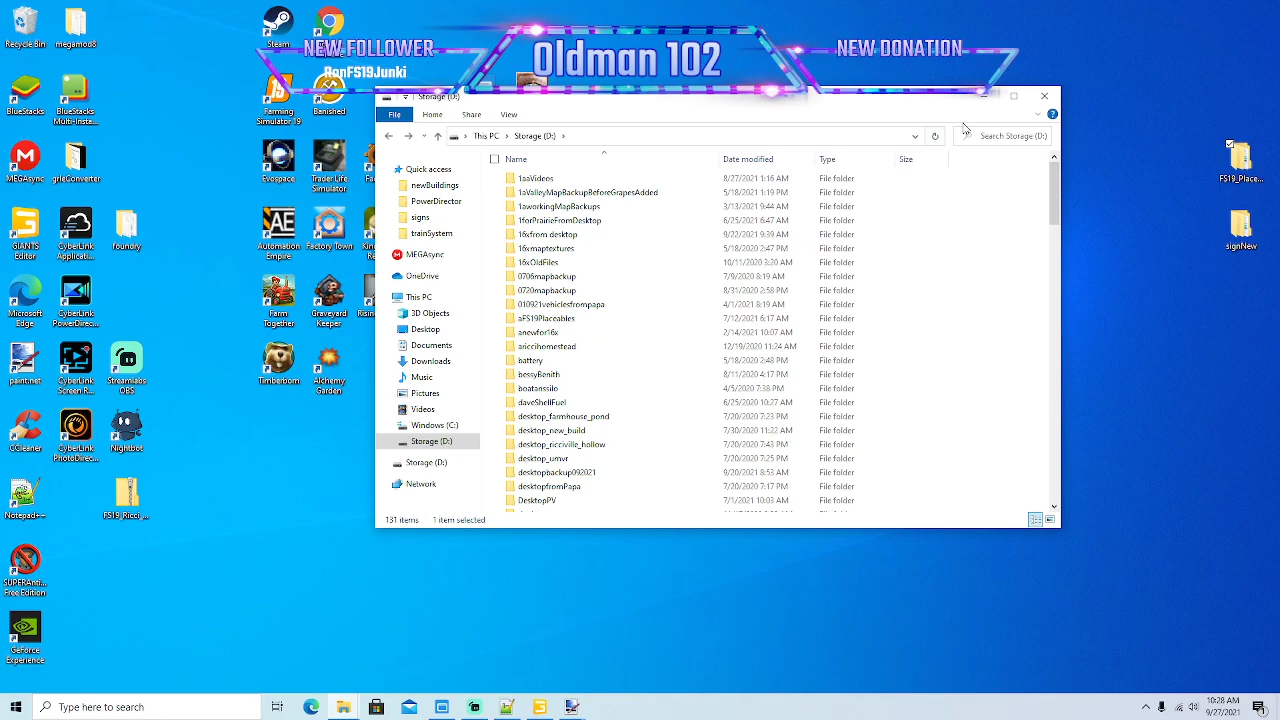 NEW FOLLOWER
RonFS19Junki
Oldman 102
NEW DONATION
Recycle Bin
megamod8
Steam
BlueStacks
BlueStacks Multi-Insta...
Farming Simulator 19
Banished
MEGAsync
grleConverter
Evospace
Trader Life Simulator
GIANTS Editor
CyberLink Applicati...
foundry
Automation Empire
Factory Town
Microsoft Edge
CyberLink PowerDirec...
Farm Together
Graveyard Keeper
paint.net
CyberLink Screen R...
Streamlabs OBS
Timberborn
Alchemy Garden
CCleaner
CyberLink PhotoDirec...
Nightbot
Notepad++
FS19_Ricci_...
SUPERAnti... Free Edition
GeForce Experience
FS19_Place...
signNew
Storage (D:)
File Home Share View
This PC Storage (D:)
Search Storage (D:)
Name Date modified Type Size
Quick access
newBuildings
PowerDirector
signs
trainSystem
MEGAsync
OneDrive
This PC
3D Objects
Desktop
Documents
Downloads
Music
Pictures
Videos
Windows (C:)
Storage (D:)
Storage (D:)
Network
1aaVideos 8/27/2021 1:16 AM File folder
1aValleyMapBackupBeforeGrapesAdded 5/18/2021 1:19 PM File folder
1aworkingMapBackups 3/13/2021 9:44 AM File folder
1forPrairieFromDesktop 6/25/2021 6:47 AM File folder
16xfrom desktop 9/22/2021 9:39 AM File folder
16xmaptextures 5/18/2020 2:47 PM File folder
16xOldFiles 10/11/2020 3:20 AM File folder
0706mapbackup 7/9/2020 8:19 AM File folder
0720mapbackup 8/31/2020 2:58 PM File folder
010921vehiclesfrompapa 4/1/2021 8:19 AM File folder
aFS19Placeables 7/12/2021 6:17 AM File folder
anewfor16x 2/14/2021 10:07 AM File folder
ariccihomestead 12/19/2020 11:24 AM File folder
battery 5/18/2020 2:48 PM File folder
bessyBenith 8/11/2021 4:17 PM File folder
boatanssilo 4/5/2020 7:38 PM File folder
daveShellFuel 6/25/2020 10:27 AM File folder
desktop_farmhouse_pond 7/20/2020 7:23 PM File folder
desktop_new_build 7/30/2020 11:22 AM File folder
desktop_ricciville_hollow 7/20/2020 7:43 PM File folder
desktop_umvr 7/20/2020 7:25 PM File folder
desktopbackup092021 9/20/2021 8:53 AM File folder
desktopfromPapa 7/20/2020 7:17 PM File folder
DesktopPV 7/1/2021 10:03 AM File folder
131 items 1 item selected
Type here to search
10:28 AM
9/27/2021